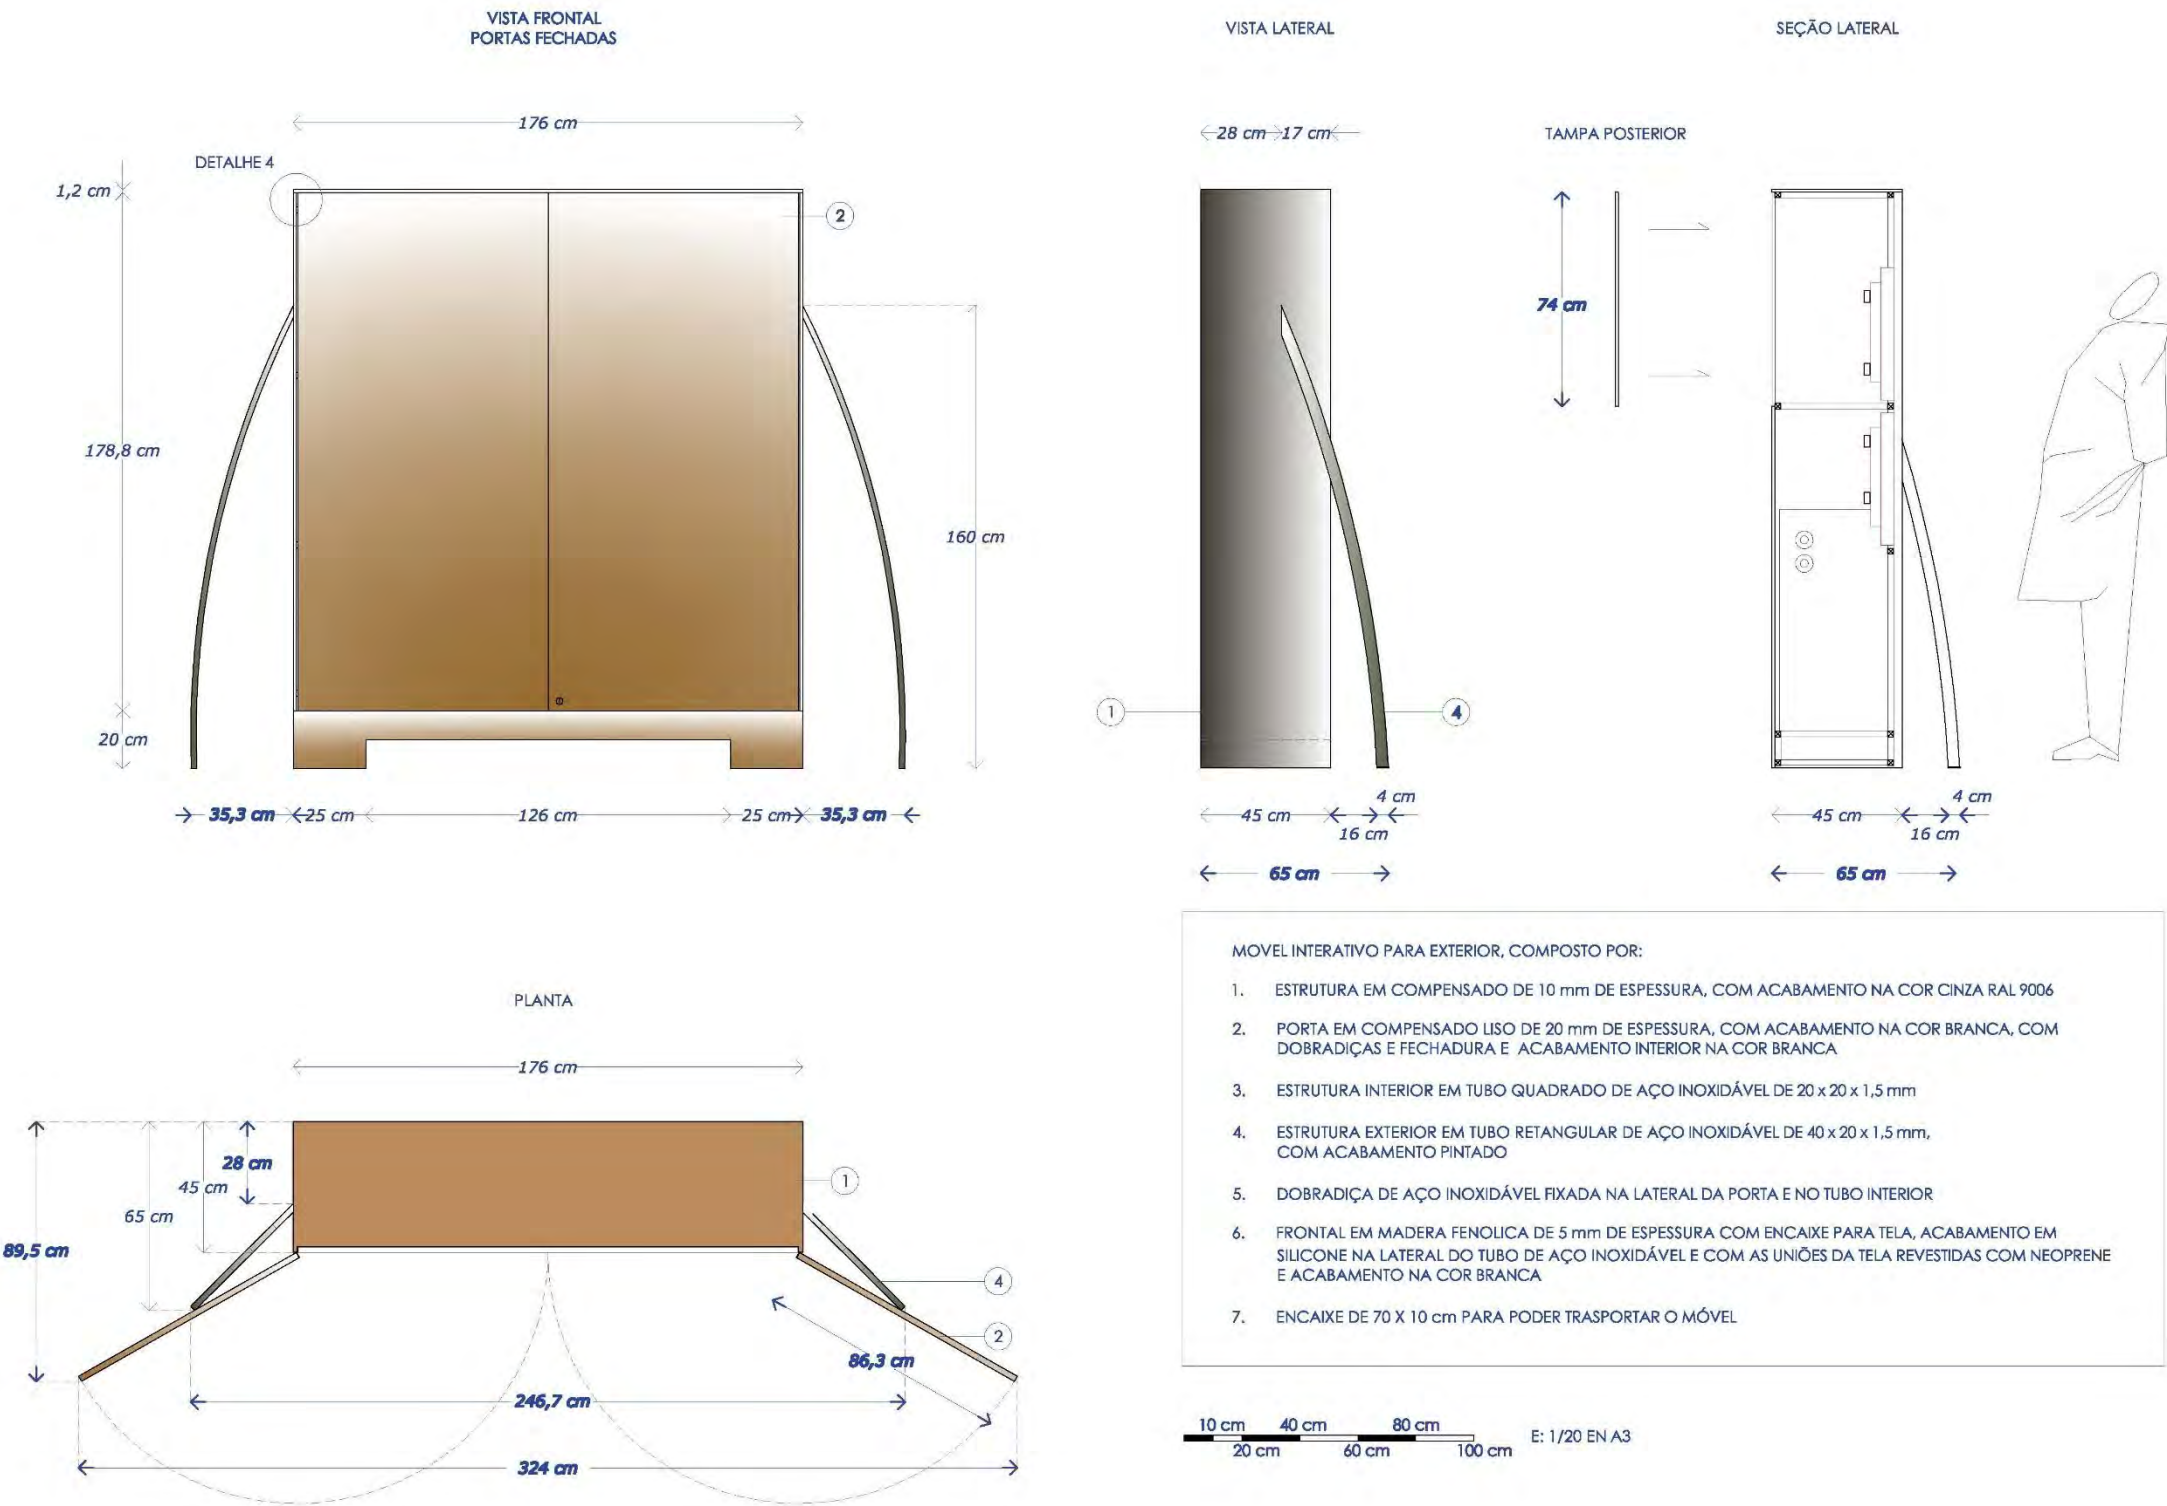 VISTA FRONTAL
PORTAS FECHADAS
176 cm
DETALHE 4
1,2 cm
2
178,8 cm
160 cm
20 cm
35,3 cm
25 cm
126 cm
25 cm
35,3 cm
VISTA LATERAL
28 cm
17 cm
1
4
4 cm
45 cm
16 cm
65 cm
TAMPA POSTERIOR
74 cm
SEÇÃO LATERAL
4 cm
45 cm
16 cm
65 cm
PLANTA
176 cm
28 cm
45 cm
65 cm
89,5 cm
1
4
2
86,3 cm
246,7 cm
324 cm
MOVEL INTERATIVO PARA EXTERIOR, COMPOSTO POR:
1. ESTRUTURA EM COMPENSADO DE 10 mm DE ESPESSURA, COM ACABAMENTO NA COR CINZA RAL 9006
2. PORTA EM COMPENSADO LISO DE 20 mm DE ESPESSURA, COM ACABAMENTO NA COR BRANCA, COM
DOBRADIÇAS E FECHADURA E ACABAMENTO INTERIOR NA COR BRANCA
3. ESTRUTURA INTERIOR EM TUBO QUADRADO DE AÇO INOXIDÁVEL DE 20 x 20 x 1,5 mm
4. ESTRUTURA EXTERIOR EM TUBO RETANGULAR DE AÇO INOXIDÁVEL DE 40 x 20 x 1,5 mm,
COM ACABAMENTO PINTADO
5. DOBRADIÇA DE AÇO INOXIDÁVEL FIXADA NA LATERAL DA PORTA E NO TUBO INTERIOR
6. FRONTAL EM MADERA FENOLICA DE 5 mm DE ESPESSURA COM ENCAIXE PARA TELA, ACABAMENTO EM
SILICONE NA LATERAL DO TUBO DE AÇO INOXIDÁVEL E COM AS UNIÕES DA TELA REVESTIDAS COM NEOPRENE
E ACABAMENTO NA COR BRANCA
7. ENCAIXE DE 70 X 10 cm PARA PODER TRASPORTAR O MÓVEL
10 cm 40 cm 80 cm
20 cm 60 cm 100 cm
E: 1/20 EN A3